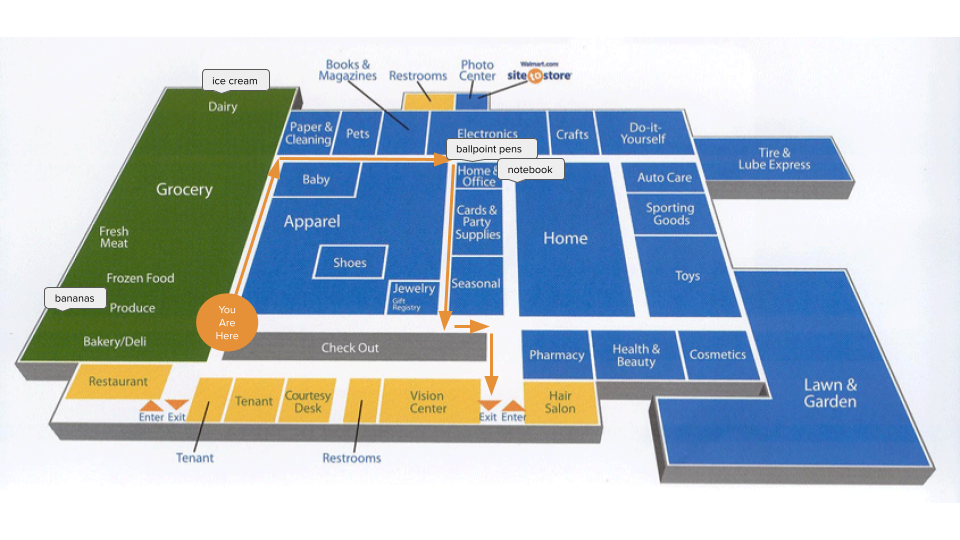 Books &
Magazines
Restrooms
Photo
Center
Walmart.com
site to store
ice cream
Dairy
Paper &
Cleaning
Pets
Electronics
Crafts
Do-it-
Yourself
ballpoint pens
notebook
Tire &
Lube Express
Grocery
Baby
Home &
Office
Auto Care
Apparel
Cards &
Party
Supplies
Sporting
Goods
Fresh
Meat
Home
Shoes
Frozen Food
Jewelry
Gift
Registry
Seasonal
Toys
bananas
Produce
You
Are
Here
Bakery/Deli
Check Out
Pharmacy
Health &
Beauty
Cosmetics
Restaurant
Tenant
Courtesy
Desk
Vision
Center
Hair
Salon
Lawn &
Garden
Enter
Exit
Exit
Enter
Tenant
Restrooms